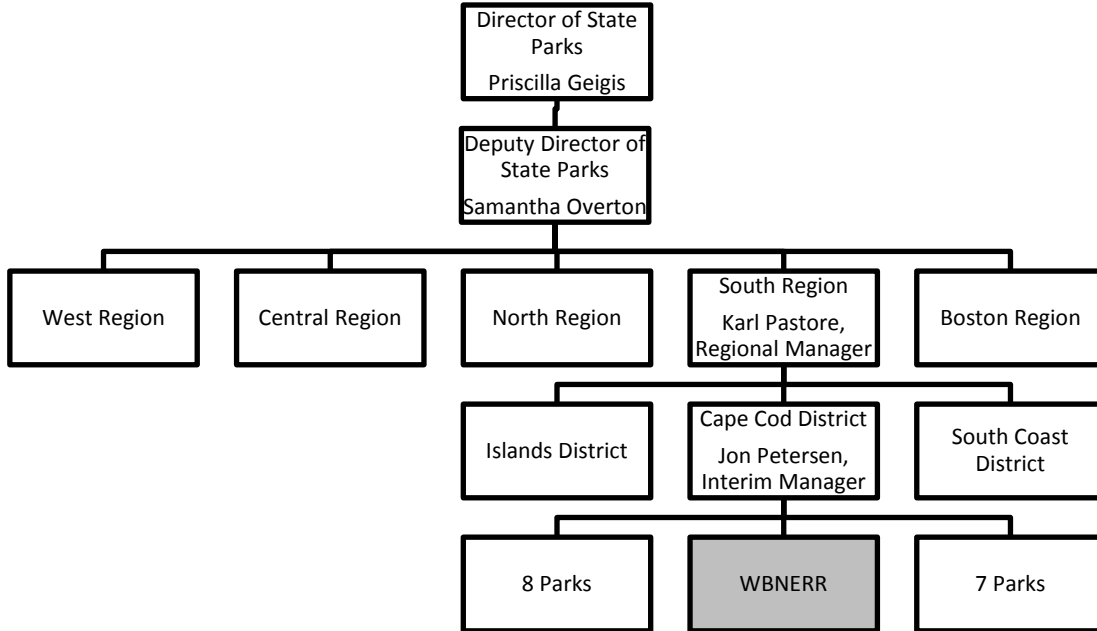 Director of State
Parks
Priscilla Geigis
Deputy Director of
State Parks
Samantha Overton
West Region
Central Region
North Region
South Region
Karl Pastore,
Regional Manager
Boston Region
Islands District
Cape Cod District
Jon Petersen,
Interim Manager
South Coast
District
8 Parks
WBNERR
7 Parks